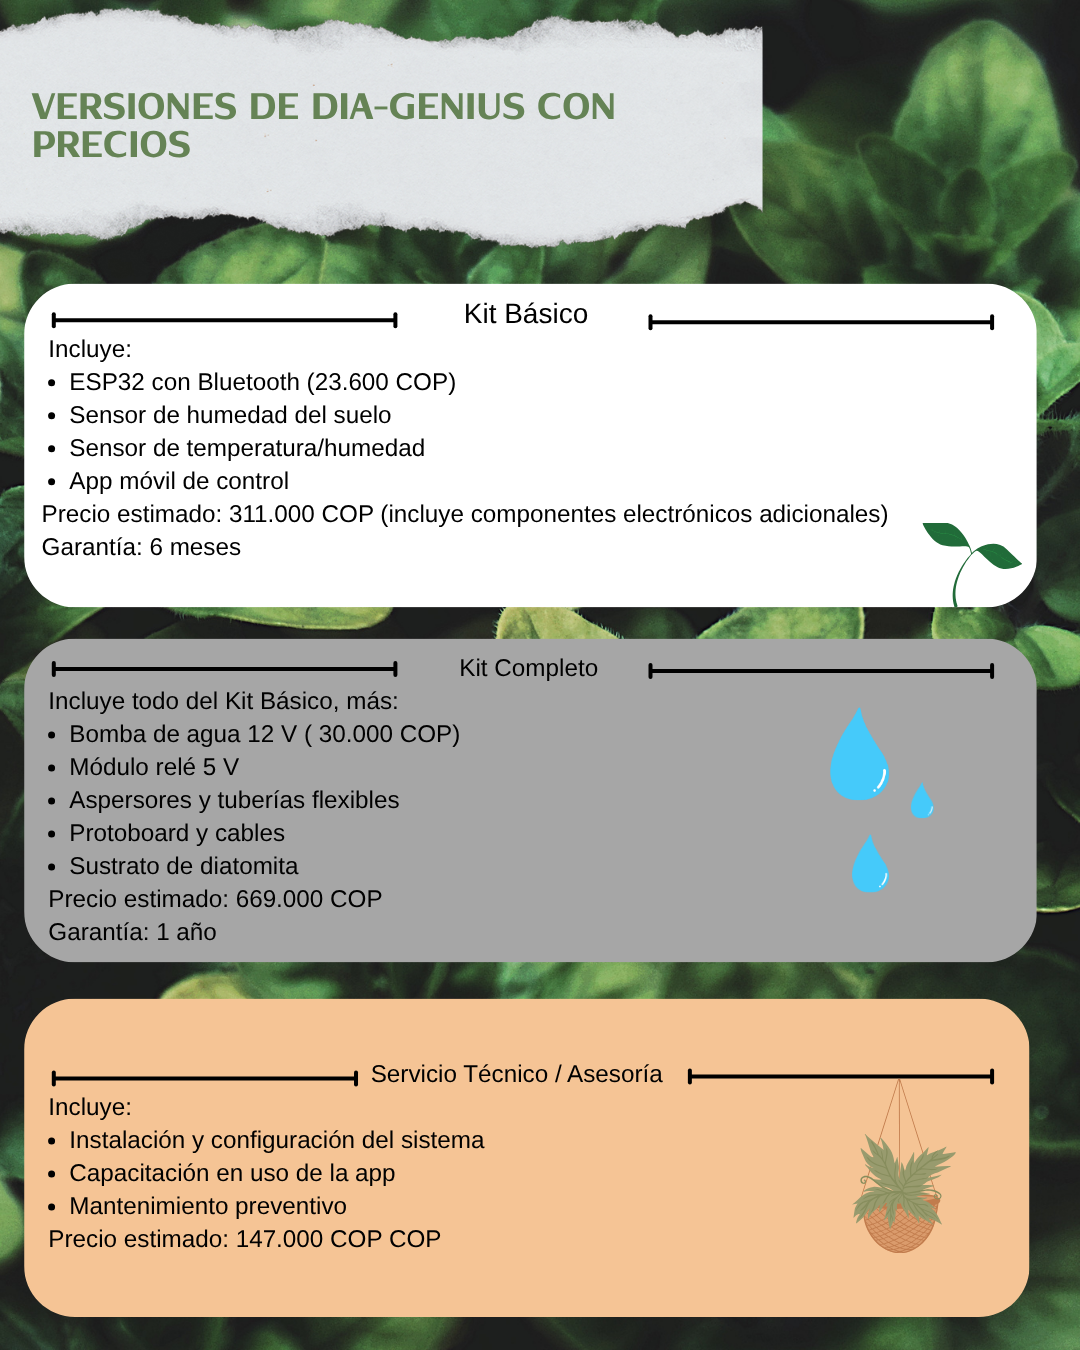 VERSIONES DE DIA-GENIUS CON
PRECIOS
Kit Básico
Incluye:
• ESP32 con Bluetooth (23.600 COP)
• Sensor de humedad del suelo
• Sensor de temperatura/humedad
• App móvil de control
Precio estimado: 311.000 COP (incluye componentes electrónicos adicionales)
Garantía: 6 meses
Kit Completo
Incluye todo del Kit Básico, más:
• Bomba de agua 12 V ( 30.000 COP)
• Módulo relé 5 V
• Aspersores y tuberías flexibles
• Protoboard y cables
• Sustrato de diatomita
Precio estimado: 669.000 COP
Garantía: 1 año
Servicio Técnico / Asesoría
Incluye:
• Instalación y configuración del sistema
• Capacitación en uso de la app
• Mantenimiento preventivo
Precio estimado: 147.000 COP COP